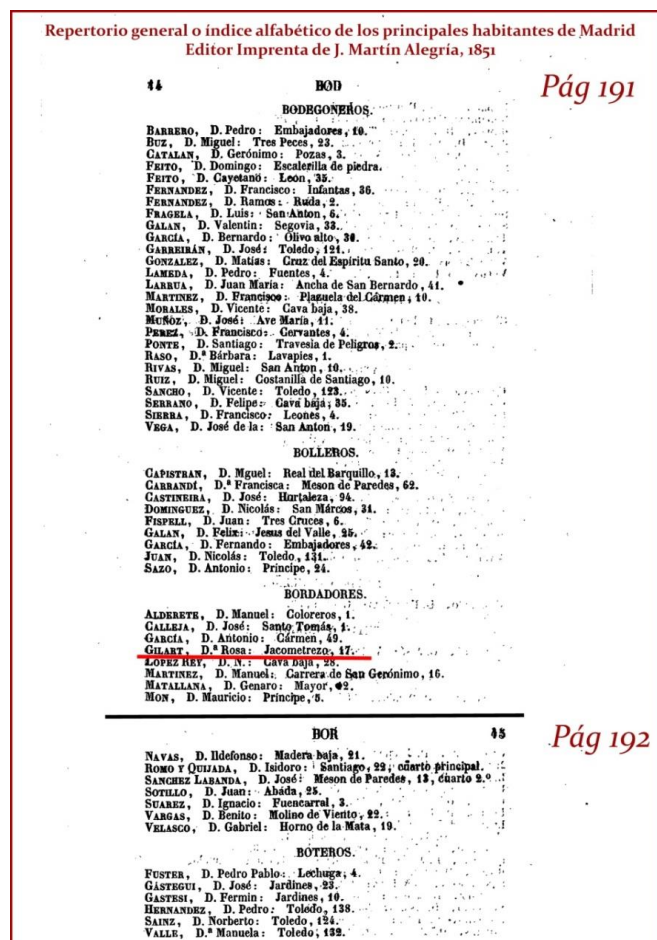 Repertorio general o índice alfabético de los principales habitantes de Madrid
Editor Imprenta de J. Martín Alegría, 1851
Pág 191
44 BOD
BODEGONEROS.
BARRERO, D. Pedro: Embajadores, 10.
BUZ, D. Miguel: Tres Peces, 23.
CATALAN, D. Gerónimo: Pozas, 3.
FEITO, D. Domingo: Escalerilla de piedra.
FEITO, D. Cayetano: Leon, 35.
FERNANDEZ, D. Francisco: Infantas, 36.
FERNANDEZ, D. Ramos: Ruda, 2.
FRAGELA, D. Luis: San Anton, 6.
GALAN, D. Valentin: Segovia, 33.
GARCÍA, D. Bernardo: Olivo alto, 30.
GARREIRÁN, D. José: Toledo, 121.
GONZALEZ, D. Matías: Cruz del Espíritu Santo, 20.
LAMEDA, D. Pedro: Fuentes, 4.
LARRUA, D. Juan María: Ancha de San Bernardo, 41.
MARTINEZ, D. Francisco: Plazuela del Cármen, 10.
MORALES, D. Vicente: Cava baja, 38.
MUÑOZ, D. José: Ave María, 11.
PEREZ, D. Francisco: Cervantes, 4.
PONTE, D. Santiago: Travesia de Peligros, 2.
RASO, D.ª Bárbara: Lavapies, 1.
RIVAS, D. Miguel: San Anton, 10.
RUIZ, D. Miguel: Costanilla de Santiago, 10.
SANCHO, D. Vicente: Toledo, 123.
SERRANO, D. Felipe: Cava baja, 35.
SIERRA, D. Francisco: Leones, 4.
VEGA, D. José de la: San Anton, 19.
BOLLEROS.
CAPISTRAN, D. Mguel: Real del Barquillo, 13.
CARRANDÍ, D.ª Francisca: Meson de Paredes, 62.
CASTINEIRA, D. José: Hortaleza, 94.
DOMINGUEZ, D. Nicolás: San Márcos, 31.
FISPELL, D. Juan: Tres Cruces, 6.
GALAN, D. Felix: Jesus del Valle, 25.
GARCÍA, D. Fernando: Embajadores, 42.
JUAN, D. Nicolás: Toledo, 131.
SAZO, D. Antonio: Principe, 24.
BORDADORES.
ALDERETE, D. Manuel: Coloreros, 1.
CALLEJA, D. José: Santo Tomás, 1.
GARCÍA, D. Antonio: Cármen, 49.
GILART, D.ª Rosa: Jacometrezo, 17.
LOPEZ REY, D. N.: Cava baja, 28.
MARTINEZ, D. Manuel: Carrera de San Gerónimo, 16.
MATALLANA, D. Genaro: Mayor,
MON, D. Mauricio: Príncipe, 5.
BOR 45
Pág 192
NAVAS, D. Ildefonso: Madera baja, 21.
ROMO Y QUIJADA, D. Isidoro: Santiago, 22, cuarto principal.
SANCHEZ LABANDA, D. José: Meson de Paredes, 13, cuarto 2.º
SOTILLO, D. Juan: Abada, 25.
SUAREZ, D. Ignacio: Fuencarral, 3.
VARGAS, D. Benito: Molino de Viento, 22.
VELASCO, D. Gabriel: Horno de la Mata, 19.
BOTEROS.
FUSTER, D. Pedro Pablo: Lechuga, 4.
GÁSTEGUI, D. José: Jardines, 23.
GASTESI, D. Fermin: Jardines, 10.
HERNANDEZ, D. Pedro: Toledo, 138.
SAINZ, D. Norberto: Toledo, 124.
VALLE, D.ª Manuela: Toledo, 132.